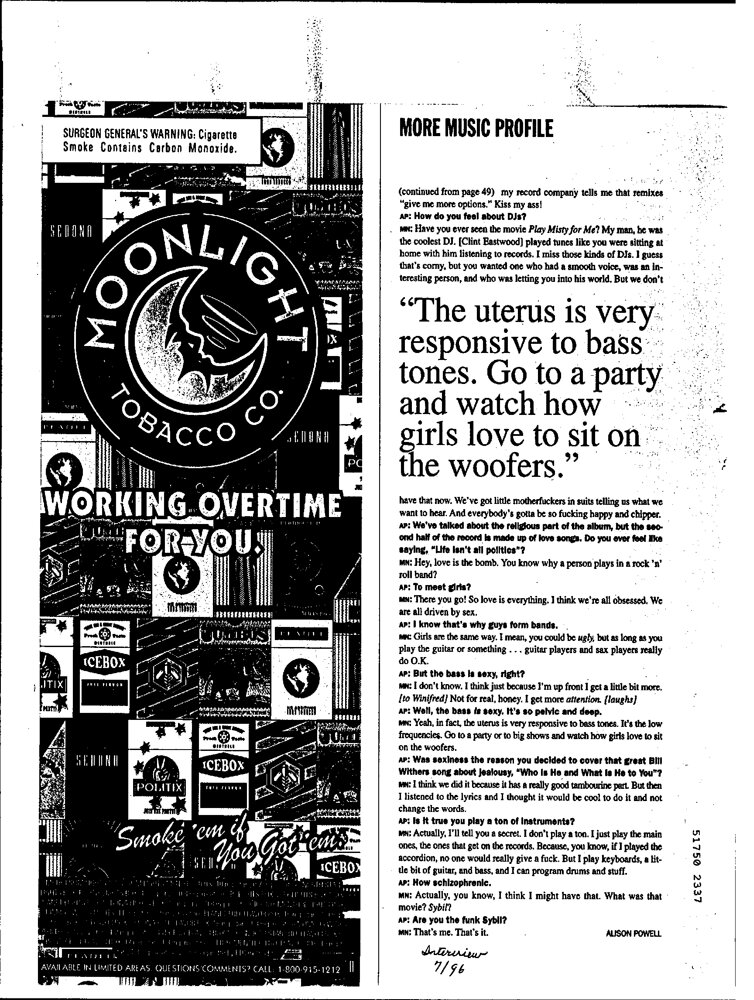 SURGEON GENERAL'S WARNING: Cigarette
Smoke Contains Carbon Monoxide.
SEDONA
MOONLIGHT
TOBACCO CO.
SEDONA
WORKING OVERTIME
FOR YOU.
ICEBOX
SEDONA
POLITIX
ICEBOX
Smoke 'em if
You Got 'em
ICEBOX
AVAILABLE IN LIMITED AREAS. QUESTIONS/COMMENTS? CALL: 1-800-915-1212
MORE MUSIC PROFILE
(continued from page 49) my record company tells me that remixes
"give me more options." Kiss my ass!
AP: How do you feel about DJs?
MN: Have you ever seen the movie Play Misty for Me? My man, he was
the coolest DJ. [Clint Eastwood] played tunes like you were sitting at
home with him listening to records. I miss those kinds of DJs. I guess
that's corny, but you wanted one who had a smooth voice, was an in-
teresting person, and who was letting you into his world. But we don't
"The uterus is very
responsive to bass
tones. Go to a party
and watch how
girls love to sit on
the woofers."
have that now. We've got little motherfuckers in suits telling us what we
want to hear. And everybody's gotta be so fucking happy and chipper.
AP: We've talked about the religious part of the album, but the sec-
ond half of the record is made up of love songs. Do you ever feel like
saying, "Life isn't all politics"?
MN: Hey, love is the bomb. You know why a person plays in a rock 'n'
roll band?
AP: To meet girls?
MN: There you go! So love is everything. I think we're all obsessed. We
are all driven by sex.
AP: I know that's why guys form bands.
MN: Girls are the same way. I mean, you could be ugly, but as long as you
play the guitar or something . . . guitar players and sax players really
do O.K.
AP: But the bass is sexy, right?
MN: I don't know. I think just because I'm up front I get a little bit more.
[to Winifred] Not for real, honey. I get more attention. [laughs]
AP: Well, the bass is sexy. It's so pelvic and deep.
MN: Yeah, in fact, the uterus is very responsive to bass tones. It's the low
frequencies. Go to a party or to big shows and watch how girls love to sit
on the woofers.
AP: Was sexiness the reason you decided to cover that great Bill
Withers song about jealousy, "Who Is He and What Is He to You"?
MN: I think we did it because it has a really good tambourine part. But then
I listened to the lyrics and I thought it would be cool to do it and not
change the words.
AP: Is it true you play a ton of instruments?
MN: Actually, I'll tell you a secret. I don't play a ton. I just play the main
ones, the ones that get on the records. Because, you know, if I played the
accordion, no one would really give a fuck. But I play keyboards, a lit-
tle bit of guitar, and bass, and I can program drums and stuff.
AP: How schizophrenic.
MN: Actually, you know, I think I might have that. What was that
movie? Sybil?
AP: Are you the funk Sybil?
MN: That's me. That's it.
ALISON POWELL
Interview
7/96
51750 2337